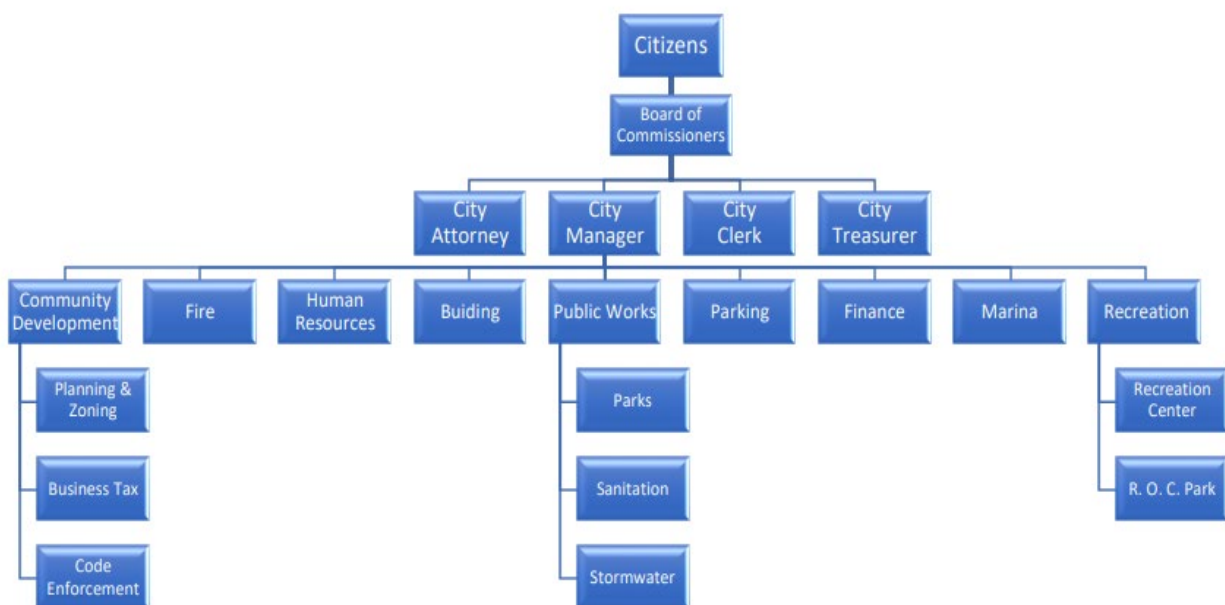 Citizens
Board of
Commissioners
City
Attorney
City
Manager
City
Clerk
City
Treasurer
Community
Development
Fire
Human
Resources
Buiding
Public Works
Parking
Finance
Marina
Recreation
Planning &
Zoning
Business Tax
Code
Enforcement
Parks
Sanitation
Stormwater
Recreation
Center
R. O. C. Park